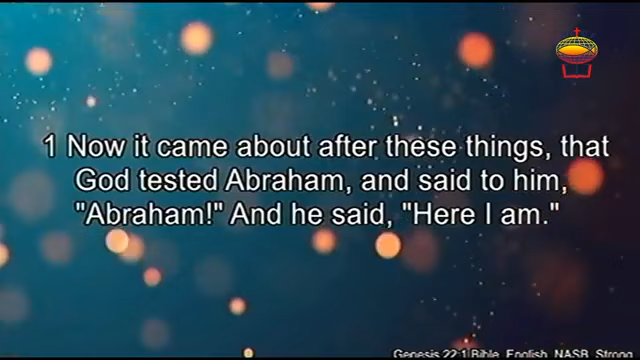 1 Now it came about after these things, that
God tested Abraham, and said to him,
"Abraham!" And he said, "Here I am."
Genesis 22:1 Bible, English, NASB, Strong